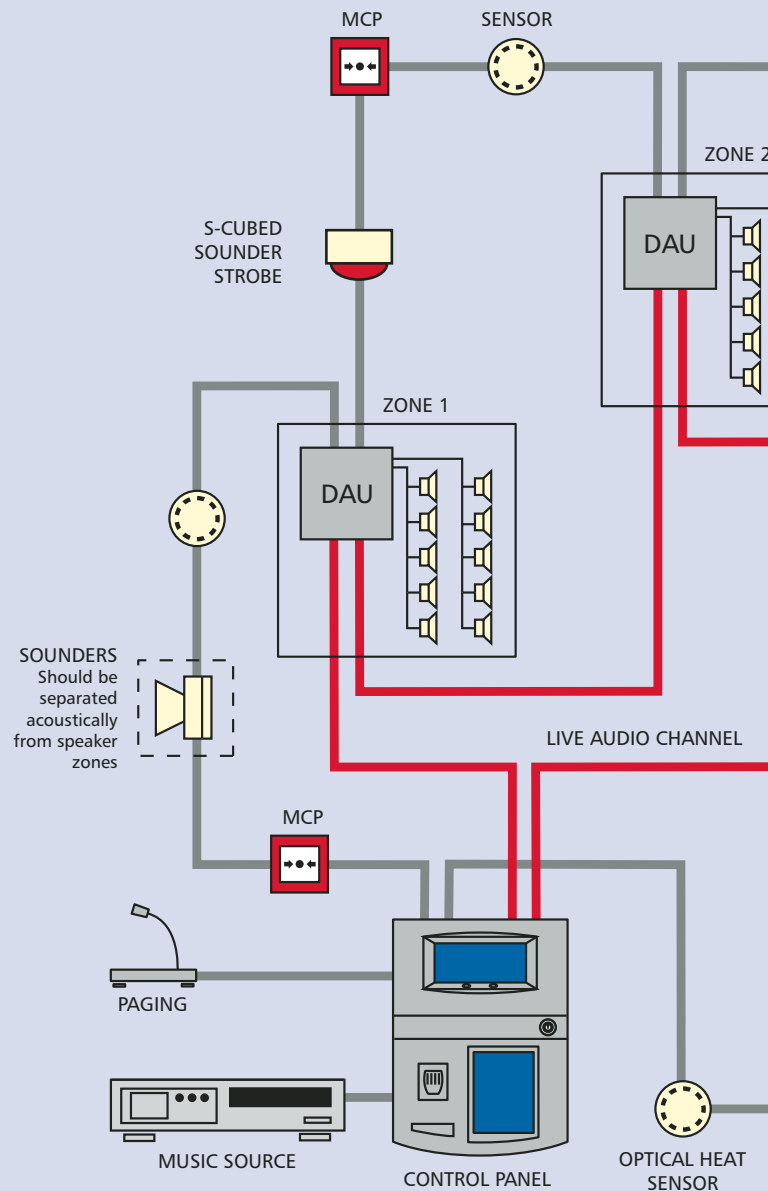 MCP
SENSOR
ZONE 2
S-CUBED
SOUNDER
STROBE
DAU
ZONE 1
DAU
SOUNDERS
Should be
separated
acoustically
from speaker
zones
LIVE AUDIO CHANNEL
MCP
PAGING
MUSIC SOURCE
CONTROL PANEL
OPTICAL HEAT
SENSOR